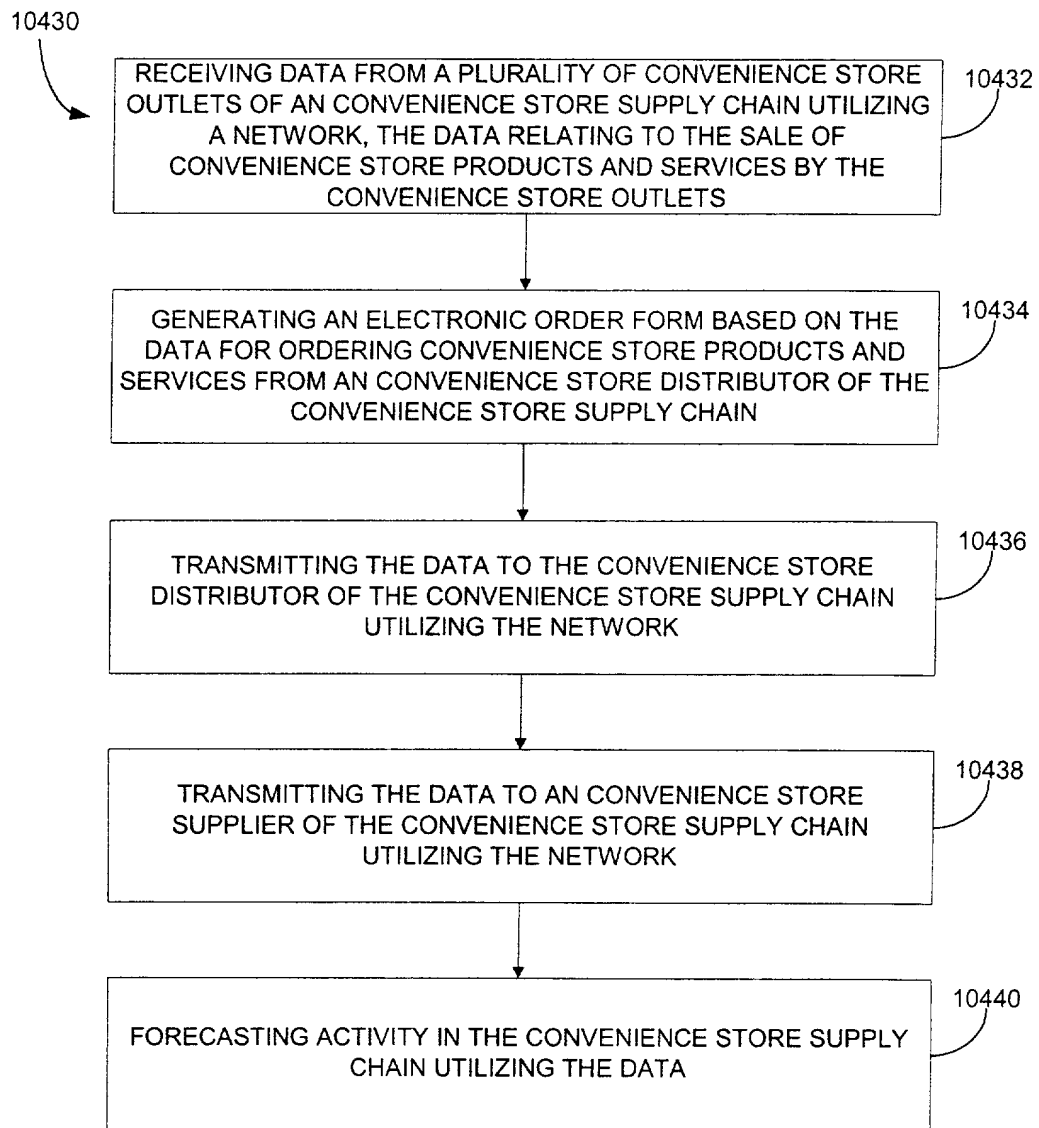 10430
RECEIVING DATA FROM A PLURALITY OF CONVENIENCE STORE
OUTLETS OF AN CONVENIENCE STORE SUPPLY CHAIN UTILIZING
A NETWORK, THE DATA RELATING TO THE SALE OF
CONVENIENCE STORE PRODUCTS AND SERVICES BY THE
CONVENIENCE STORE OUTLETS
10432
GENERATING AN ELECTRONIC ORDER FORM BASED ON THE
DATA FOR ORDERING CONVENIENCE STORE PRODUCTS AND
SERVICES FROM AN CONVENIENCE STORE DISTRIBUTOR OF THE
CONVENIENCE STORE SUPPLY CHAIN
10434
TRANSMITTING THE DATA TO THE CONVENIENCE STORE
DISTRIBUTOR OF THE CONVENIENCE STORE SUPPLY CHAIN
UTILIZING THE NETWORK
10436
TRANSMITTING THE DATA TO AN CONVENIENCE STORE
SUPPLIER OF THE CONVENIENCE STORE SUPPLY CHAIN
UTILIZING THE NETWORK
10438
FORECASTING ACTIVITY IN THE CONVENIENCE STORE SUPPLY
CHAIN UTILIZING THE DATA
10440